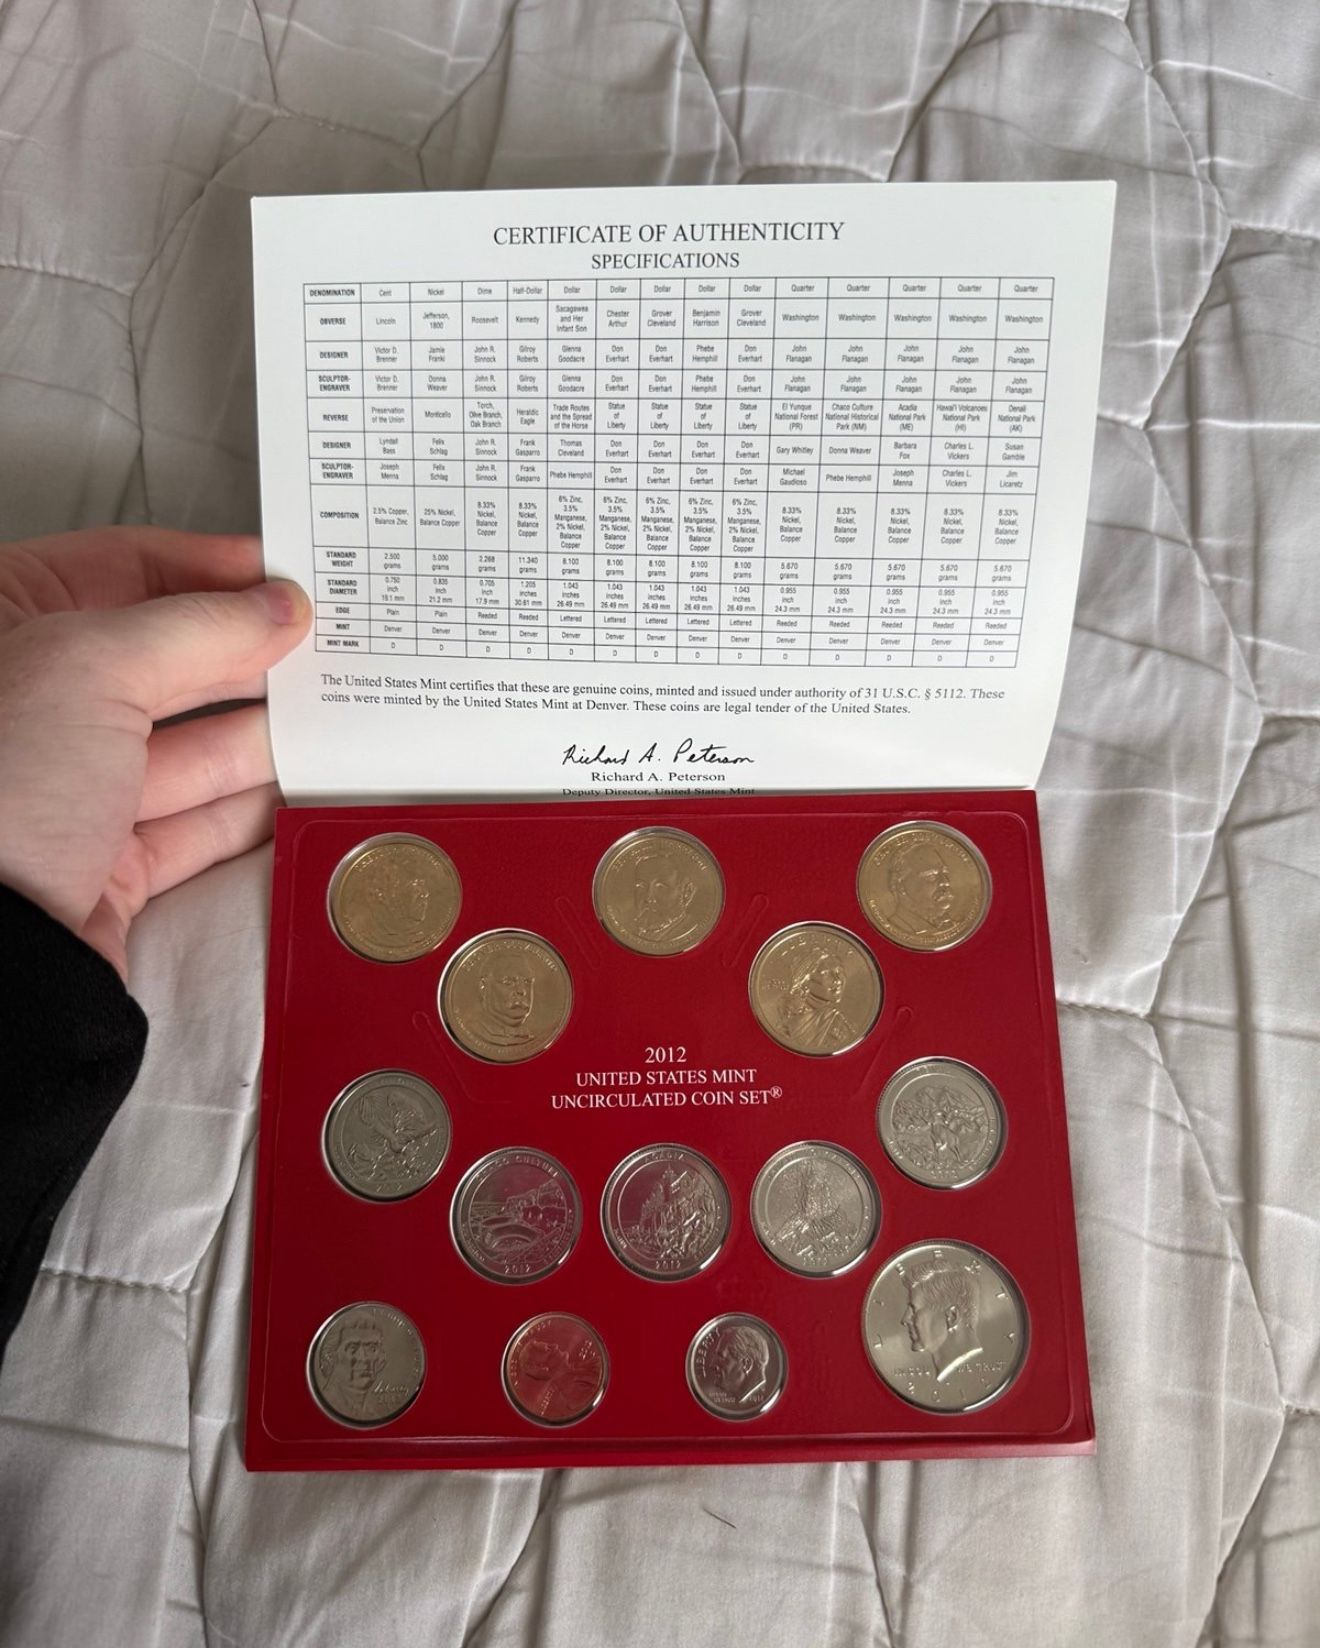 CERTIFICATE OF AUTHENTICITY
SPECIFICATIONS
DENOMINATION Cent Nickel Dime Half-Dollar Dollar Dollar Dollar Dollar Dollar Quarter Quarter Quarter Quarter Quarter
OBVERSE Lincoln Jefferson, 1800 Roosevelt Kennedy Sacagawea and Her Infant Son Chester Arthur Grover Cleveland Benjamin Harrison Grover Cleveland Washington Washington Washington Washington Washington
DESIGNER Victor D. Brenner Jamie Franki John R. Sinnock Gilroy Roberts Glenna Goodacre Don Everhart Don Everhart Phebe Hemphill Don Everhart John Flanagan John Flanagan John Flanagan John Flanagan John Flanagan
SCULPTOR-ENGRAVER Victor D. Brenner Donna Weaver John R. Sinnock Gilroy Roberts Glenna Goodacre Don Everhart Don Everhart Phebe Hemphill Don Everhart John Flanagan John Flanagan John Flanagan John Flanagan John Flanagan
REVERSE Preservation of the Union Monticello Torch, Olive Branch, Oak Branch Heraldic Eagle Trade Routes and the Spread of the Horse Statue of Liberty Statue of Liberty Statue of Liberty Statue of Liberty El Yunque National Forest (PR) Chaco Culture National Historical Park (NM) Acadia National Park (ME) Hawai'i Volcanoes National Park (HI) Denali National Park (AK)
DESIGNER Lyndall Bass Felix Schlag John R. Sinnock Frank Gasparro Thomas Cleveland Don Everhart Don Everhart Don Everhart Don Everhart Gary Whitley Donna Weaver Barbara Fox Charles L. Vickers Susan Gamble
SCULPTOR-ENGRAVER Joseph Menna Felix Schlag John R. Sinnock Frank Gasparro Phebe Hemphill Don Everhart Don Everhart Don Everhart Don Everhart Michael Gaudioso Phebe Hemphill Joseph Menna Charles L. Vickers Jim Licaretz
COMPOSITION 2.5% Copper, Balance Zinc 25% Nickel, Balance Copper 8.33% Nickel, Balance Copper 8.33% Nickel, Balance Copper 6% Zinc, 3.5% Manganese, 2% Nickel, Balance Copper 6% Zinc, 3.5% Manganese, 2% Nickel, Balance Copper 6% Zinc, 3.5% Manganese, 2% Nickel, Balance Copper 6% Zinc, 3.5% Manganese, 2% Nickel, Balance Copper 6% Zinc, 3.5% Manganese, 2% Nickel, Balance Copper 8.33% Nickel, Balance Copper 8.33% Nickel, Balance Copper 8.33% Nickel, Balance Copper 8.33% Nickel, Balance Copper 8.33% Nickel, Balance Copper
STANDARD WEIGHT 2.500 grams 5.000 grams 2.268 grams 11.340 grams 8.100 grams 8.100 grams 8.100 grams 8.100 grams 8.100 grams 5.670 grams 5.670 grams 5.670 grams 5.670 grams 5.670 grams
STANDARD DIAMETER 0.750 inch 19.1 mm 0.835 inch 21.2 mm 0.705 inch 17.9 mm 1.205 inches 30.61 mm 1.043 inches 26.49 mm 1.043 inches 26.49 mm 1.043 inches 26.49 mm 1.043 inches 26.49 mm 1.043 inches 26.49 mm 0.955 inch 24.3 mm 0.955 inch 24.3 mm 0.955 inch 24.3 mm 0.955 inch 24.3 mm 0.955 inch 24.3 mm
EDGE Plain Plain Reeded Reeded Lettered Lettered Lettered Lettered Lettered Reeded Reeded Reeded Reeded Reeded
MINT Denver Denver Denver Denver Denver Denver Denver Denver Denver Denver Denver Denver Denver Denver
MINT MARK D D D D D D D D D D D D D D
The United States Mint certifies that these are genuine coins, minted and issued under authority of 31 U.S.C. § 5112. These
coins were minted by the United States Mint at Denver. These coins are legal tender of the United States.
Richard A. Peterson
Richard A. Peterson
Deputy Director, United States Mint
2012
UNITED STATES MINT
UNCIRCULATED COIN SET®
CHACO CULTURE
2012
ACADIA
2012
2012
LIBERTY
LIBERTY
IN GOD WE TRUST
2012